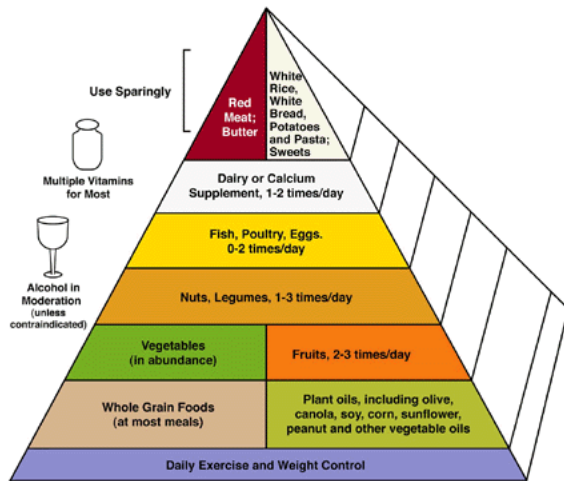 Use Sparingly
Red
Meat;
Butter
White
Rice,
White
Bread,
Potatoes
and Pasta;
Sweets
Multiple Vitamins
for Most
Dairy or Calcium
Supplement, 1-2 times/day
Fish, Poultry, Eggs.
0-2 times/day
Alcohol in
Moderation
(unless
contraindicated)
Nuts, Legumes, 1-3 times/day
Vegetables
(in abundance)
Fruits, 2-3 times/day
Whole Grain Foods
(at most meals)
Plant oils, including olive,
canola, soy, corn, sunflower,
peanut and other vegetable oils
Daily Exercise and Weight Control